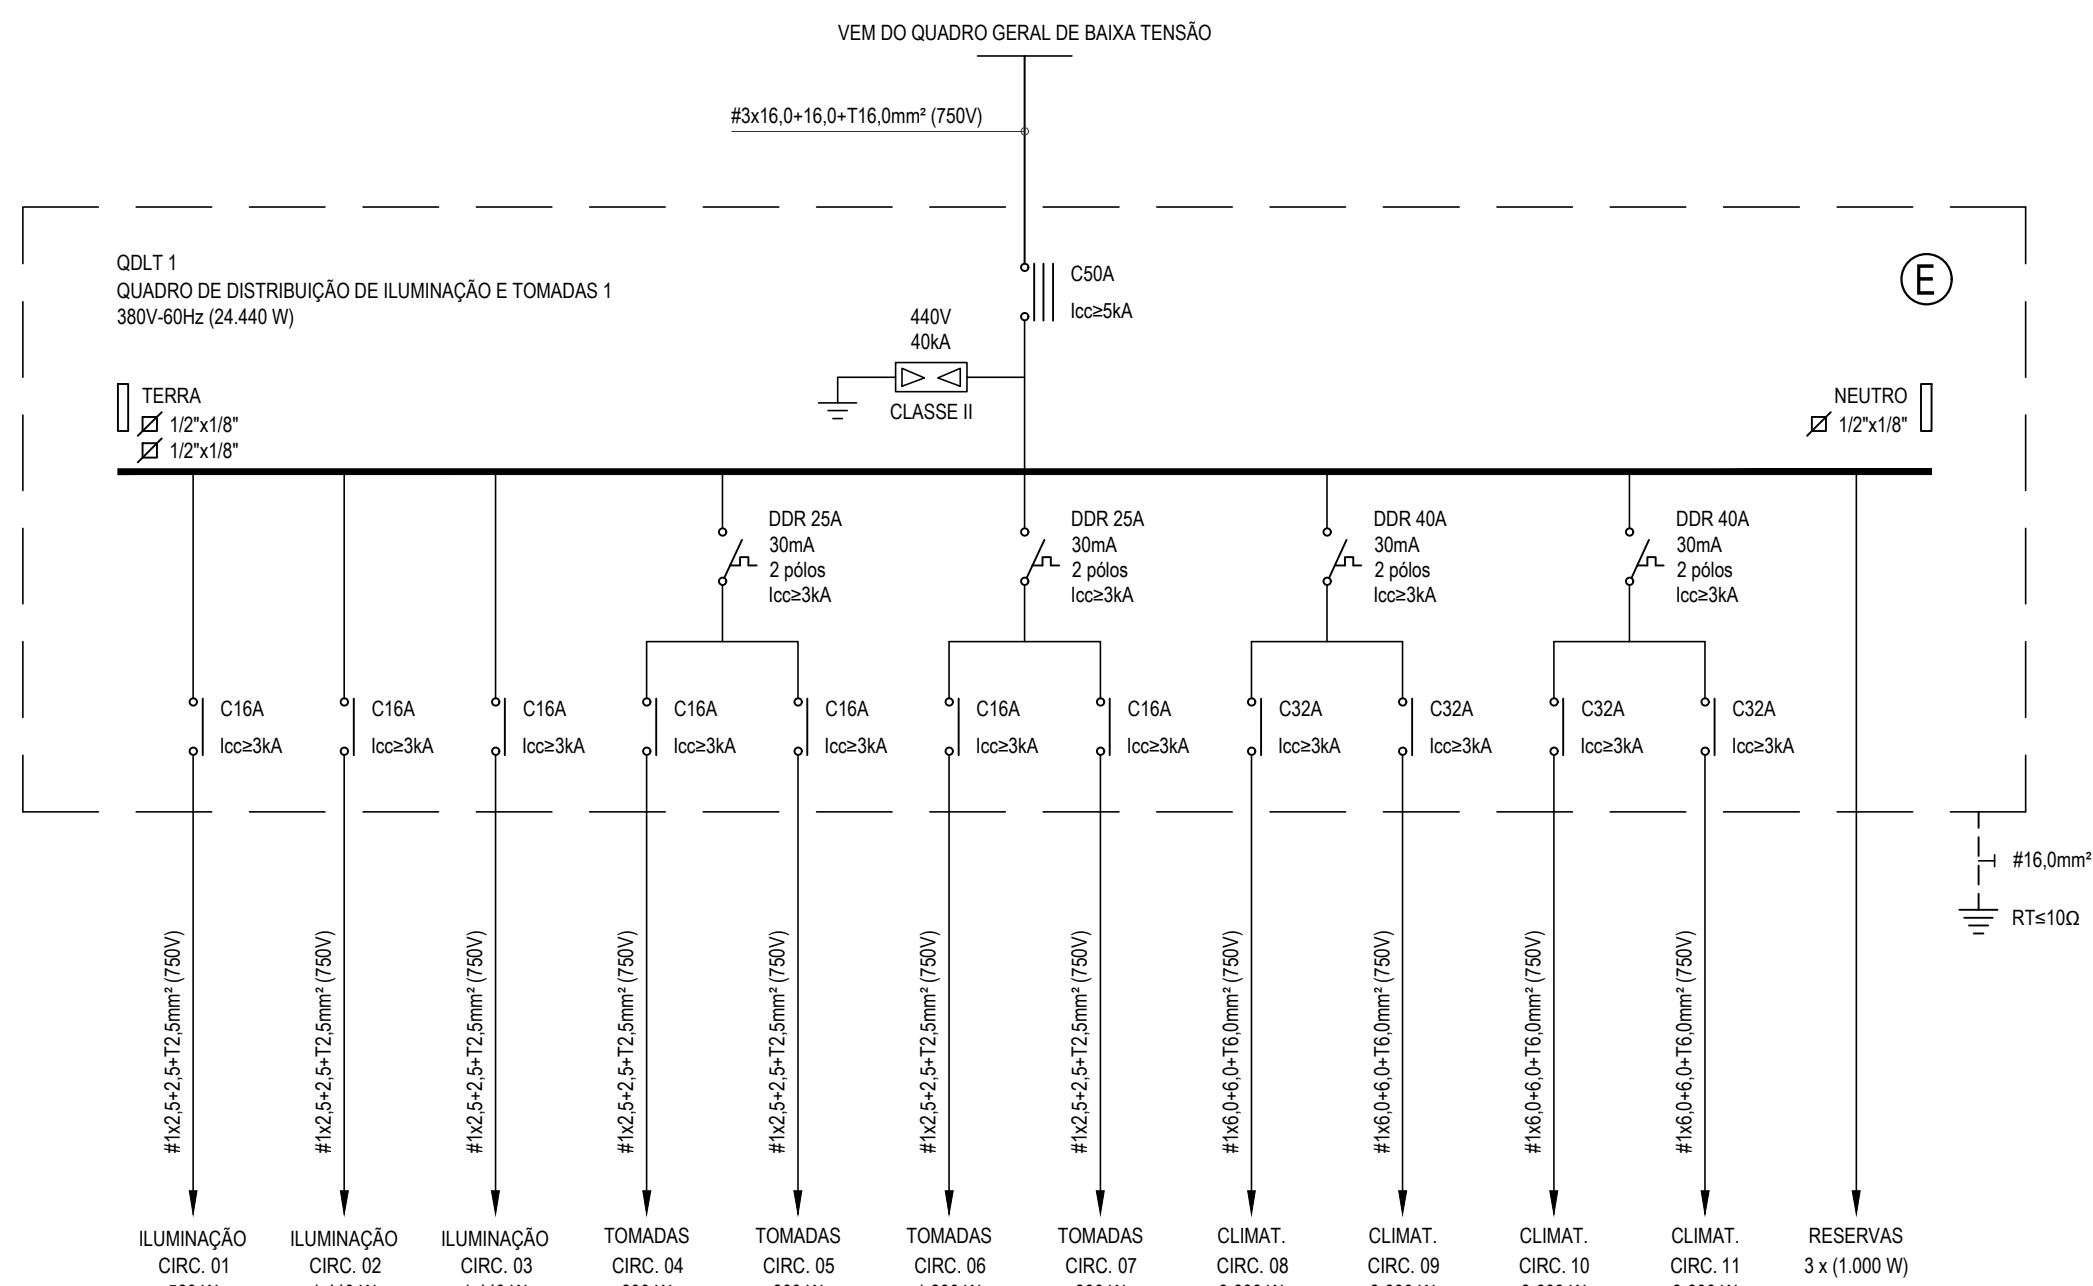 VEM DO QUADRO GERAL DE BAIXA TENSÃO
#3x16,0+16,0+T16,0mm² (750V)
QDLT 1
QUADRO DE DISTRIBUIÇÃO DE ILUMINAÇÃO E TOMADAS 1
380V-60Hz (24.440 W)
C50A
Icc≥5kA
E
440V
40kA
CLASSE II
TERRA
1/2"x1/8"
1/2"x1/8"
NEUTRO
1/2"x1/8"
DDR 25A
30mA
2 pólos
Icc≥3kA
DDR 25A
30mA
2 pólos
Icc≥3kA
DDR 40A
30mA
2 pólos
Icc≥3kA
DDR 40A
30mA
2 pólos
Icc≥3kA
C16A
Icc≥3kA
C16A
Icc≥3kA
C16A
Icc≥3kA
C16A
Icc≥3kA
C16A
Icc≥3kA
C16A
Icc≥3kA
C16A
Icc≥3kA
C32A
Icc≥3kA
C32A
Icc≥3kA
C32A
Icc≥3kA
C32A
Icc≥3kA
#16,0mm²
RT≤10Ω
#1x2,5+2,5+T2,5mm² (750V)
#1x2,5+2,5+T2,5mm² (750V)
#1x2,5+2,5+T2,5mm² (750V)
#1x2,5+2,5+T2,5mm² (750V)
#1x2,5+2,5+T2,5mm² (750V)
#1x2,5+2,5+T2,5mm² (750V)
#1x2,5+2,5+T2,5mm² (750V)
#1x6,0+6,0+T6,0mm² (750V)
#1x6,0+6,0+T6,0mm² (750V)
#1x6,0+6,0+T6,0mm² (750V)
#1x6,0+6,0+T6,0mm² (750V)
ILUMINAÇÃO
CIRC. 01
ILUMINAÇÃO
CIRC. 02
ILUMINAÇÃO
CIRC. 03
TOMADAS
CIRC. 04
TOMADAS
CIRC. 05
TOMADAS
CIRC. 06
TOMADAS
CIRC. 07
CLIMAT.
CIRC. 08
CLIMAT.
CIRC. 09
CLIMAT.
CIRC. 10
CLIMAT.
CIRC. 11
RESERVAS
3 x (1.000 W)